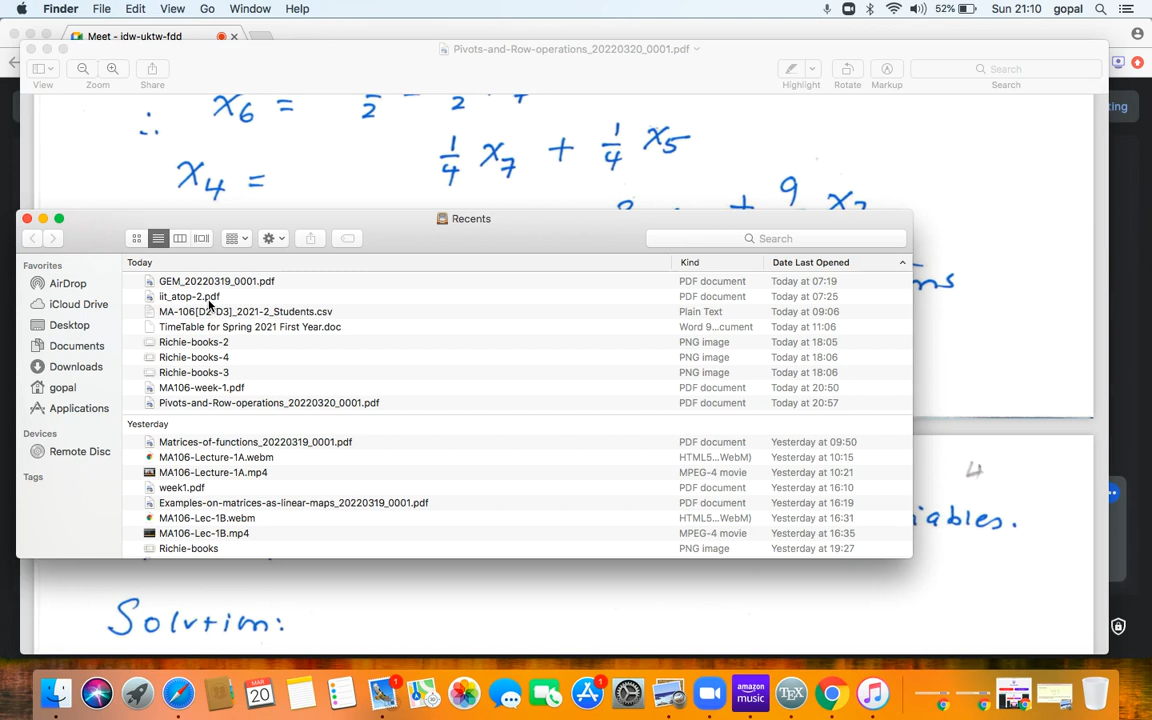 Finder File Edit View Go Window Help 52% Sun 21:10 gopal
Meet - idw-uktw-fdd
Pivots-and-Row-operations_20220320_0001.pdf
Search
View Zoom Share Highlight Rotate Markup Search
∴ x6 =
x4 = 1/4 x7 + 1/4 x5
Recents
Search
Favorites
AirDrop
iCloud Drive
Desktop
Documents
Downloads
gopal
Applications
Devices
Remote Disc
Tags
Today Kind Date Last Opened
GEM_20220319_0001.pdf PDF document Today at 07:19
iit_atop-2.pdf PDF document Today at 07:25
MA-106[D2-D3]_2021-2_Students.csv Plain Text Today at 09:06
TimeTable for Spring 2021 First Year.doc Word 9...cument Today at 11:06
Richie-books-2 PNG image Today at 18:05
Richie-books-4 PNG image Today at 18:06
Richie-books-3 PNG image Today at 18:06
MA106-week-1.pdf PDF document Today at 20:50
Pivots-and-Row-operations_20220320_0001.pdf PDF document Today at 20:57
Yesterday
Matrices-of-functions_20220319_0001.pdf PDF document Yesterday at 09:50
MA106-Lecture-1A.webm HTML5...WebM) Yesterday at 10:15
MA106-Lecture-1A.mp4 MPEG-4 movie Yesterday at 10:21
week1.pdf PDF document Yesterday at 16:10
Examples-on-matrices-as-linear-maps_20220319_0001.pdf PDF document Yesterday at 16:19
MA106-Lec-1B.webm HTML5...WebM) Yesterday at 16:31
MA106-Lec-1B.mp4 MPEG-4 movie Yesterday at 16:35
Richie-books PNG image Yesterday at 19:27
4
iables.
Solution:
MAR 20
1
1
amazon music
TEX